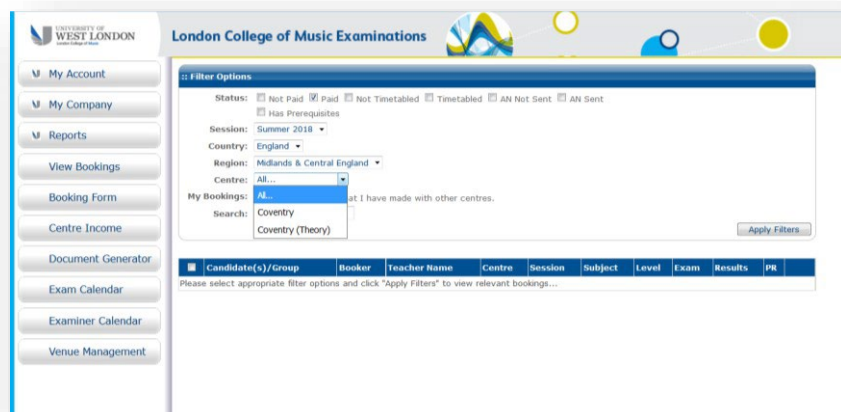 UNIVERSITY OF
WEST LONDON
London College of Music
London College of Music Examinations
My Account
My Company
Reports
View Bookings
Booking Form
Centre Income
Document Generator
Exam Calendar
Examiner Calendar
Venue Management
:: Filter Options
Status: Not Paid Paid Not Timetabled Timetabled AN Not Sent AN Sent
Has Prerequisites
Session: Summer 2018
Country: England
Region: Midlands & Central England
Centre: All...
All...
My Bookings: at I have made with other centres.
Search: Coventry
Coventry (Theory)
Apply Filters
Candidate(s)/Group Booker Teacher Name Centre Session Subject Level Exam Results PR
Please select appropriate filter options and click "Apply Filters" to view relevant bookings...